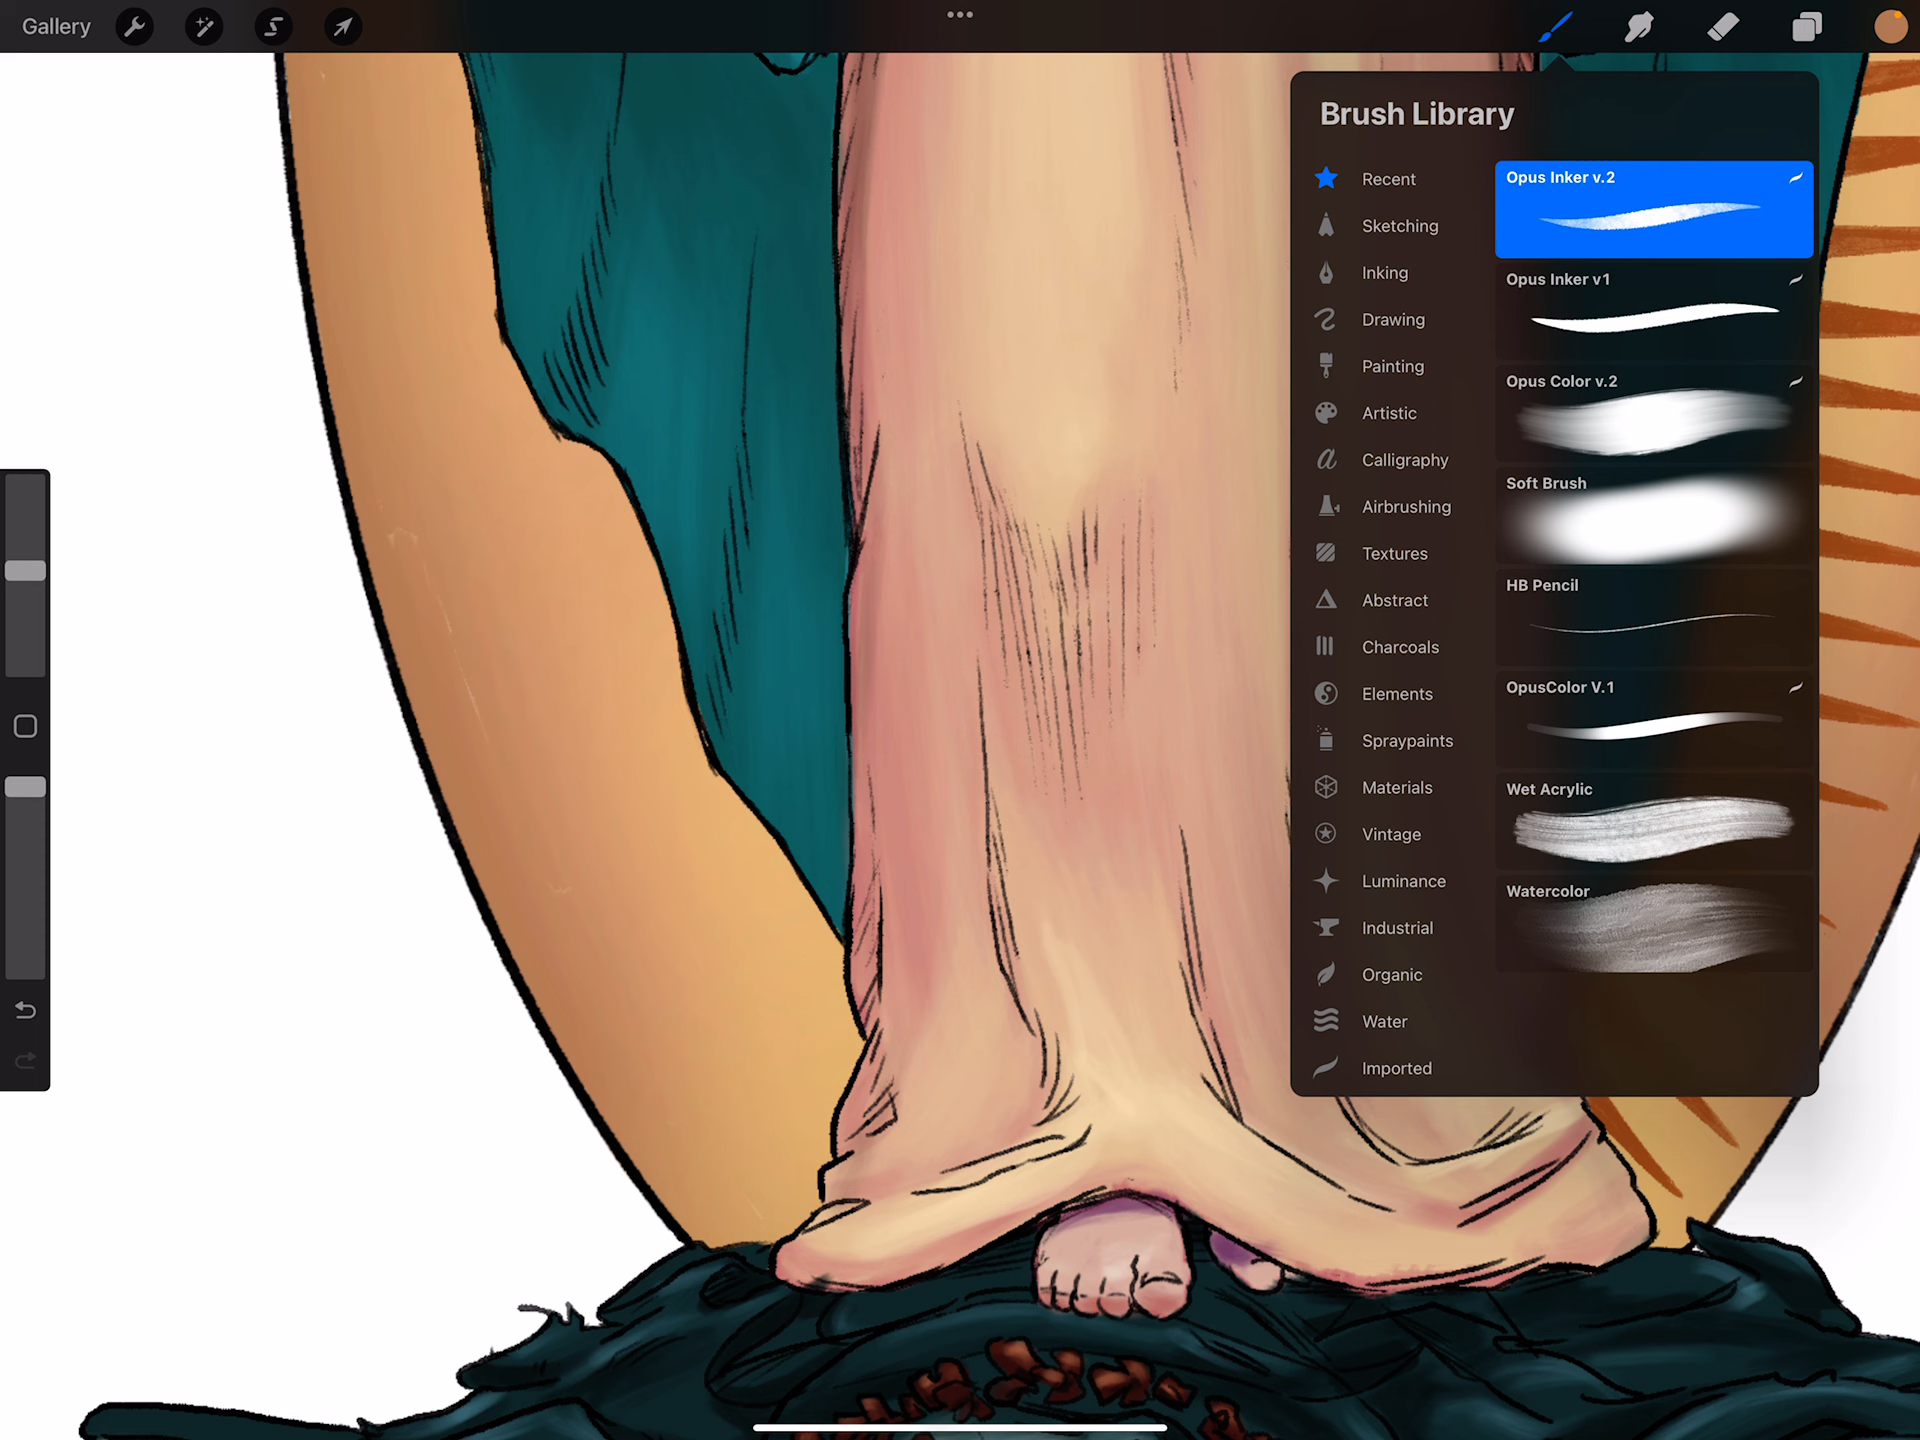 Gallery
Brush Library
Recent
Sketching
Inking
Drawing
Painting
Artistic
Calligraphy
Airbrushing
Textures
Abstract
Charcoals
Elements
Spraypaints
Materials
Vintage
Luminance
Industrial
Organic
Water
Imported
Opus Inker v.2
Opus Inker v1
Opus Color v.2
Soft Brush
HB Pencil
OpusColor V.1
Wet Acrylic
Watercolor